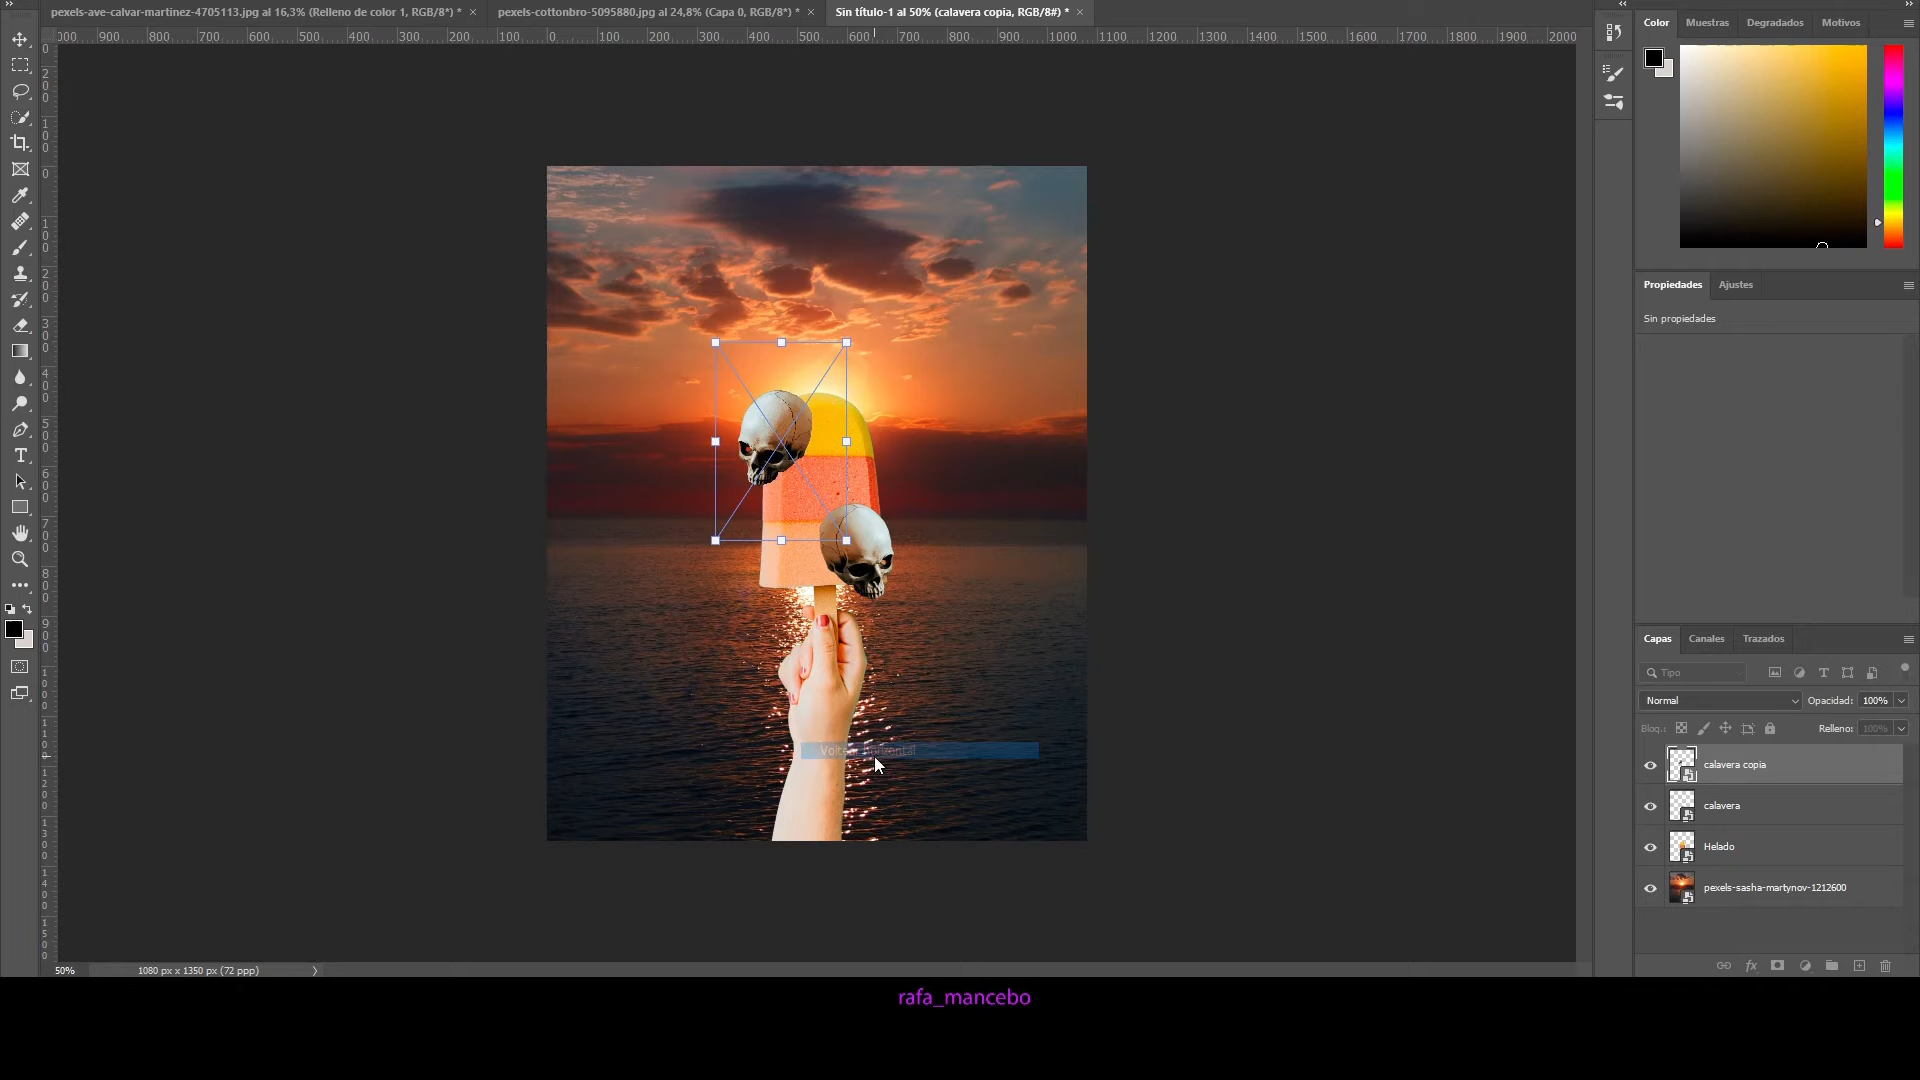 pexels-ave-calvar-martinez-4705113.jpg al 16,3% (Relleno de color 1, RGB/8*) *
pexels-cottonbro-5095880.jpg al 24,8% (Capa 0, RGB/8*) *
Sin título-1 al 50% (calavera copia, RGB/8#) *
Color
Muestras
Degradados
Motivos
Propiedades
Ajustes
Sin propiedades
Voltear horizontal
Capas
Canales
Trazados
Tipo
Normal
Opacidad: 100%
Bloq.:
Relleno: 100%
calavera copia
calavera
Helado
pexels-sasha-martynov-1212600
50%
1080 px x 1350 px (72 ppp)
rafa_mancebo